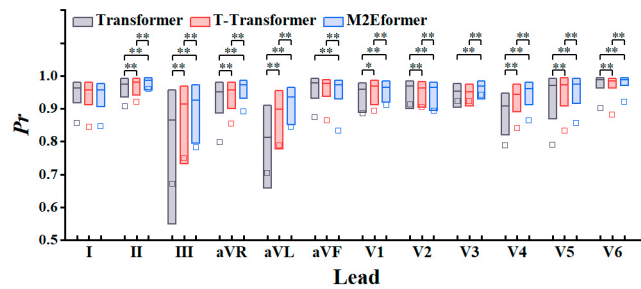 Transformer T-Transformer M2Eformer
** ** ** ** ** ** ** ** ** ** **
** ** ** ** ** ** ** ** ** ** **
** ** ** ** * ** ** ** **
1.0
0.9
0.8
0.7
0.6
0.5
Pr
I II III aVR aVL aVF V1 V2 V3 V4 V5 V6
Lead